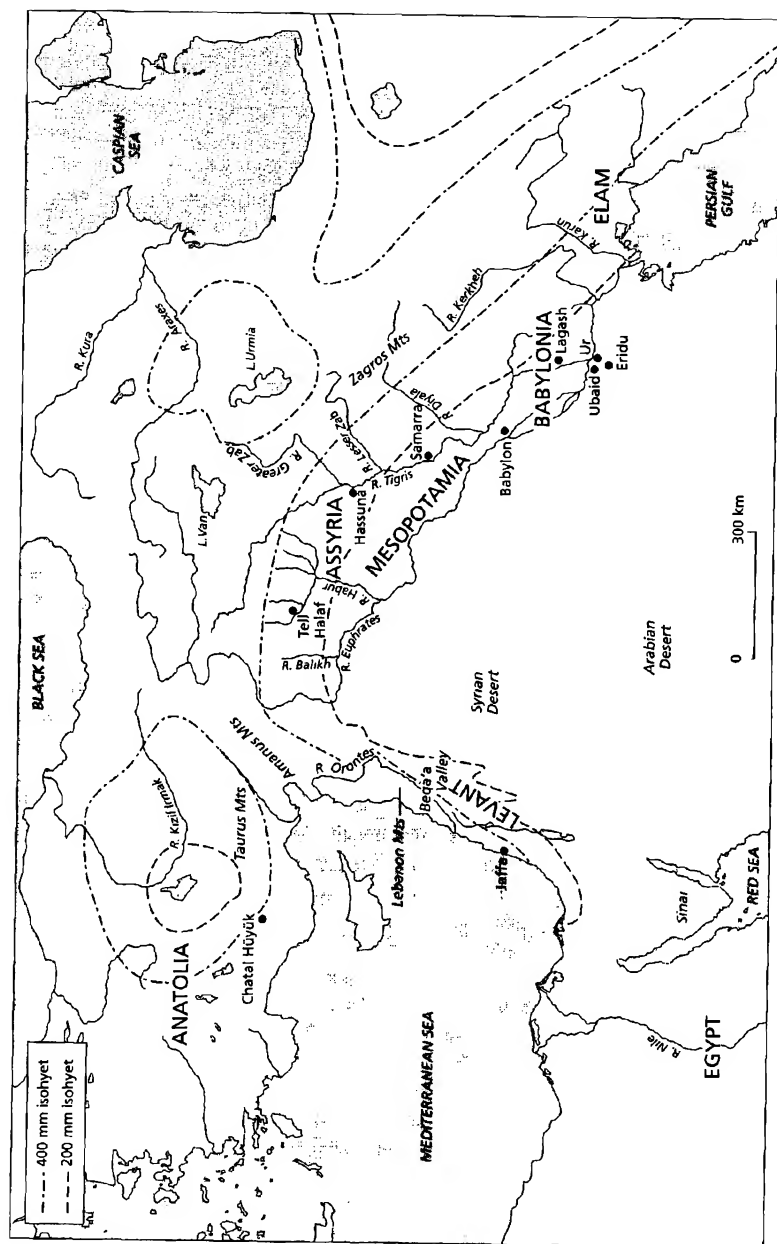 400 mm isohyet
200 mm isohyet
BLACK SEA
CASPIAN
SEA
R. Kura
R. Araxes
R. Kızıl Irmak
L. Van
L.Urmia
ANATOLIA
Taurus Mts
Chatal Hüyük
Amanus Mts
R. Greater Zab
Zagros Mts
R. Lesser Zab
Tell
Halaf
ASSYRIA
Hassuna
R. Balıkh
R. Habur
R. Euphrates
R. Tigris
Samarra
R Diyala
R. Kerkheh
MESOPOTAMIA
R Orontes
Beqa'a
Valley
LEVANT
Lebanon Mts
Jaffa
MEDITERRANEAN SEA
Syrian
Desert
Babylon
BABYLONIA
Lagash
Ur
Ubaid
Eridu
ELAM
R. Karun
PERSIAN
GULF
Arabian
Desert
Sinai
RED SEA
EGYPT
R. Nile
0
300 km